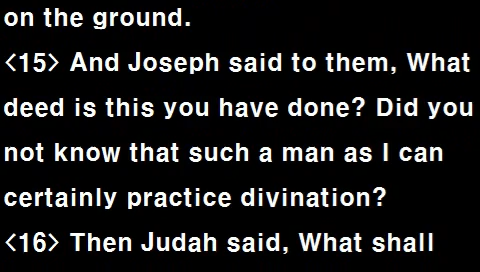 on the ground.
<15> And Joseph said to them, What
deed is this you have done? Did you
not know that such a man as I can
certainly practice divination?
<16> Then Judah said, What shall